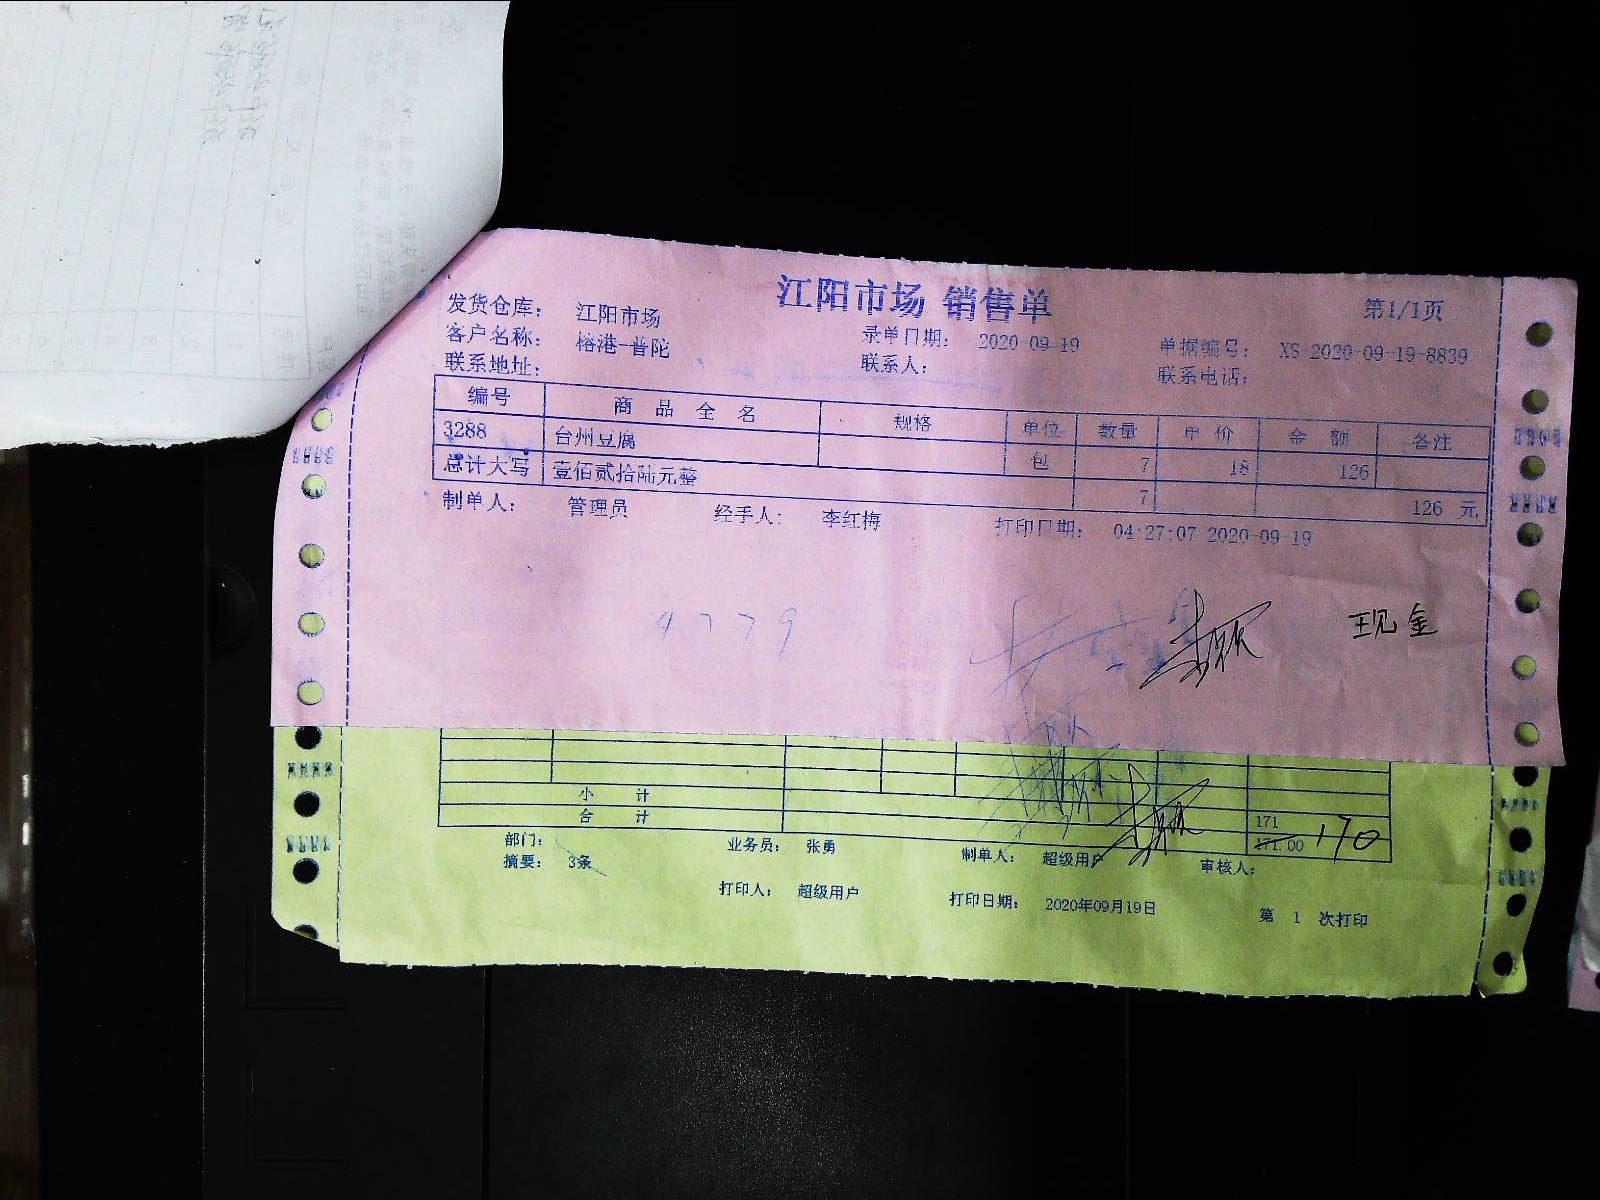 江阳市场 销售单
第1/1页
发货仓库： 江阳市场
客户名称： 榕港-普陀 录单日期： 2020-09-19 单据编号： XS-2020-09-19-8839
联系地址： 联系人： 联系电话：
编号 商品全名 规格 单位 数量 单价 金额 备注
3288 台州豆腐 包 7 18 126
总计大写 壹佰贰拾陆元整 7 126 元
制单人： 管理员 经手人： 李红梅 打印日期： 04:27:07 2020-09-19
4779
现金
小计 171
合计 171.00 170
部门： 业务员： 张勇 制单人： 超级用户 审核人：
摘要： 3条
打印人： 超级用户 打印日期： 2020年09月19日 第 1 次打印